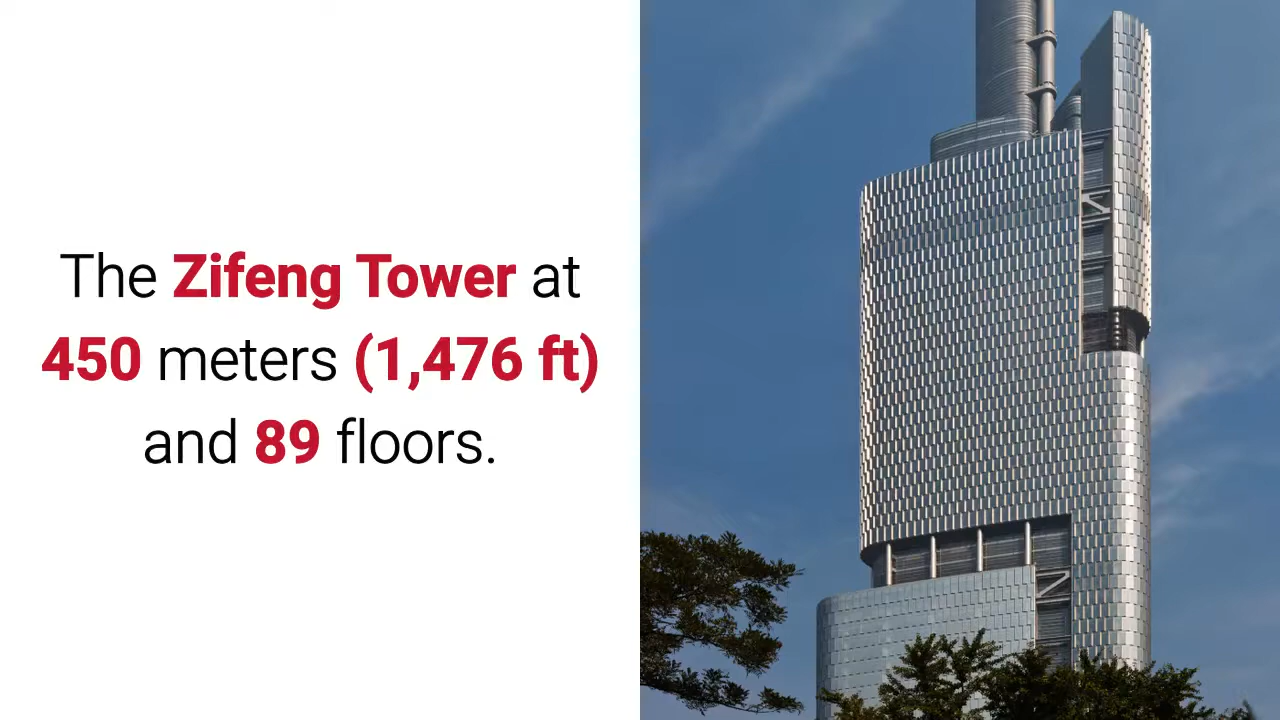 The Zifeng Tower at
450 meters (1,476 ft)
and 89 floors.